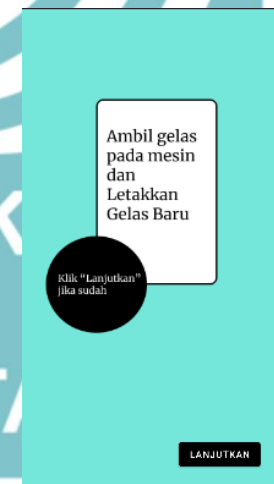 Ambil gelas
pada mesin
dan
Letakkan
Gelas Baru
Klik “Lanjutkan”
jika sudah
LANJUTKAN